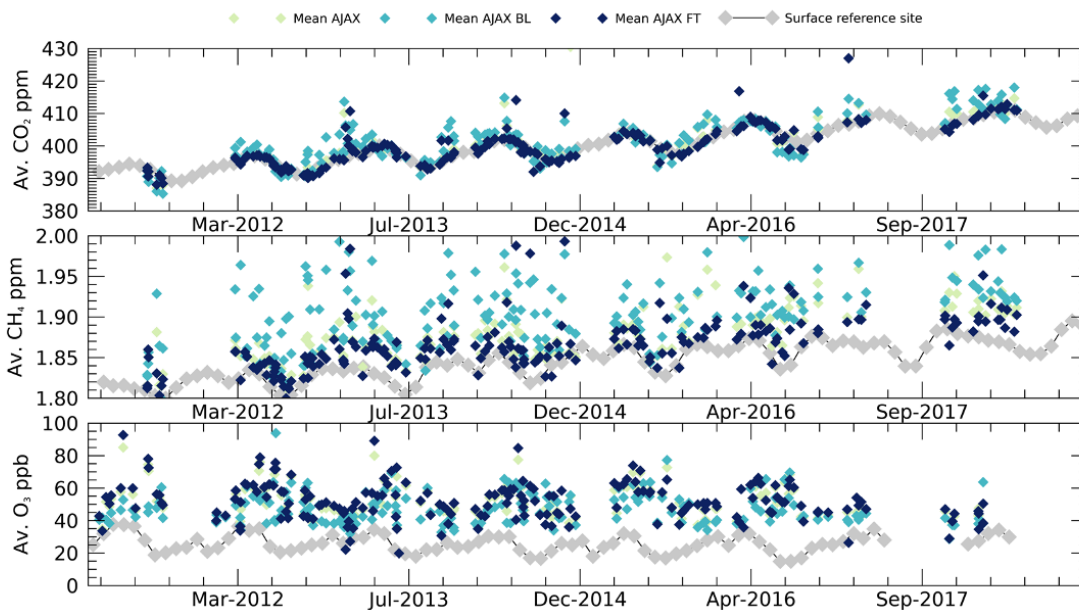 Mean AJAX Mean AJAX BL Mean AJAX FT Surface reference site
430
420
410
400
390
380
Av. CO₂ ppm
Mar-2012 Jul-2013 Dec-2014 Apr-2016 Sep-2017
2.00
1.95
1.90
1.85
1.80
Av. CH₄ ppm
Mar-2012 Jul-2013 Dec-2014 Apr-2016 Sep-2017
100
80
60
40
20
0
Av. O₃ ppb
Mar-2012 Jul-2013 Dec-2014 Apr-2016 Sep-2017